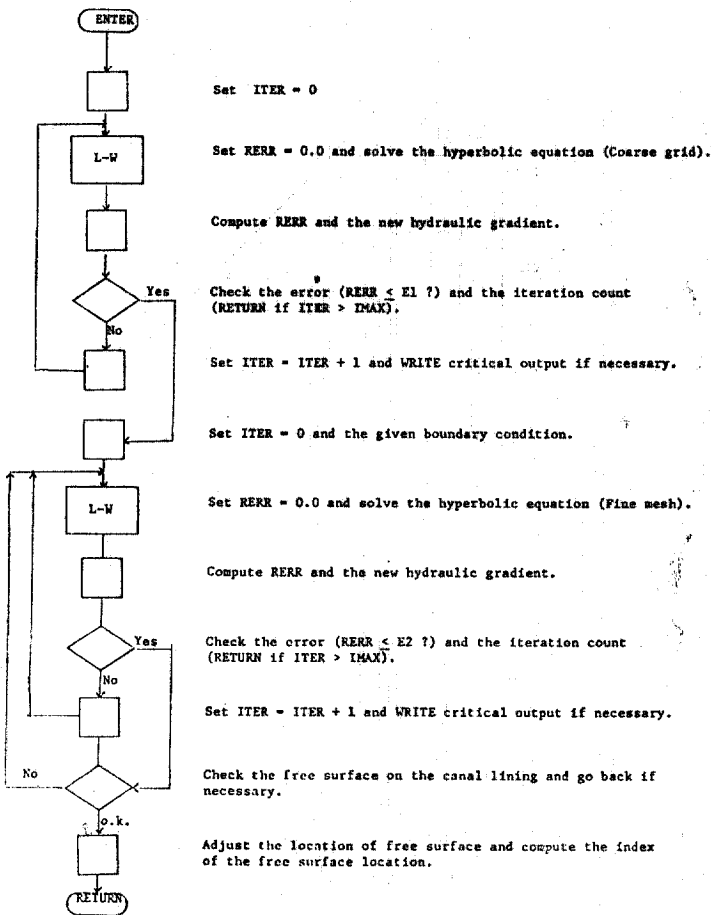 ENTER
Set ITER = 0
L-W
Set RERR = 0.0 and solve the hyperbolic equation (Coarse grid).
Compute RERR and the new hydraulic gradient.
Yes
Check the error (RERR ≤ E1 ?) and the iteration count
(RETURN if ITER > IMAX).
No
Set ITER = ITER + 1 and WRITE critical output if necessary.
Set ITER = 0 and the given boundary condition.
L-W
Set RERR = 0.0 and solve the hyperbolic equation (Fine mesh).
Compute RERR and the new hydraulic gradient.
Yes
Check the error (RERR ≤ E2 ?) and the iteration count
(RETURN if ITER > IMAX).
No
Set ITER = ITER + 1 and WRITE critical output if necessary.
No
Check the free surface on the canal lining and go back if
necessary.
o.k.
Adjust the location of free surface and compute the index
of the free surface location.
RETURN